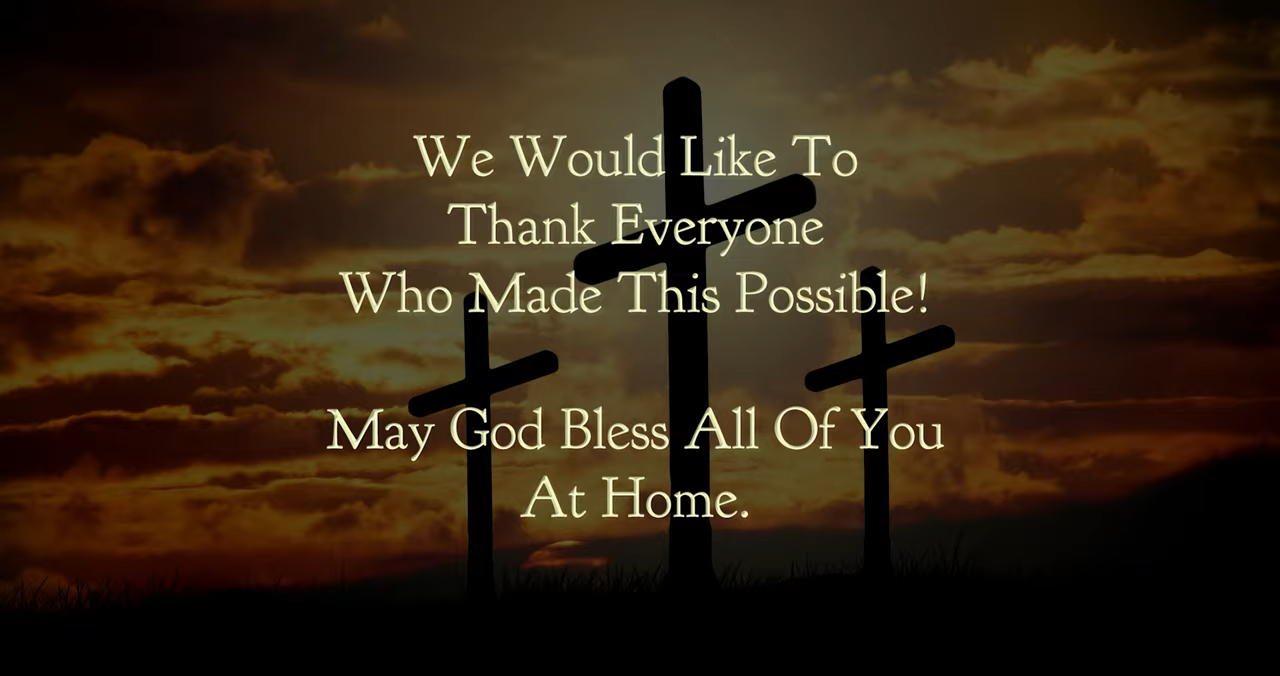 We Would Like To
Thank Everyone
Who Made This Possible!
May God Bless All Of You
At Home.